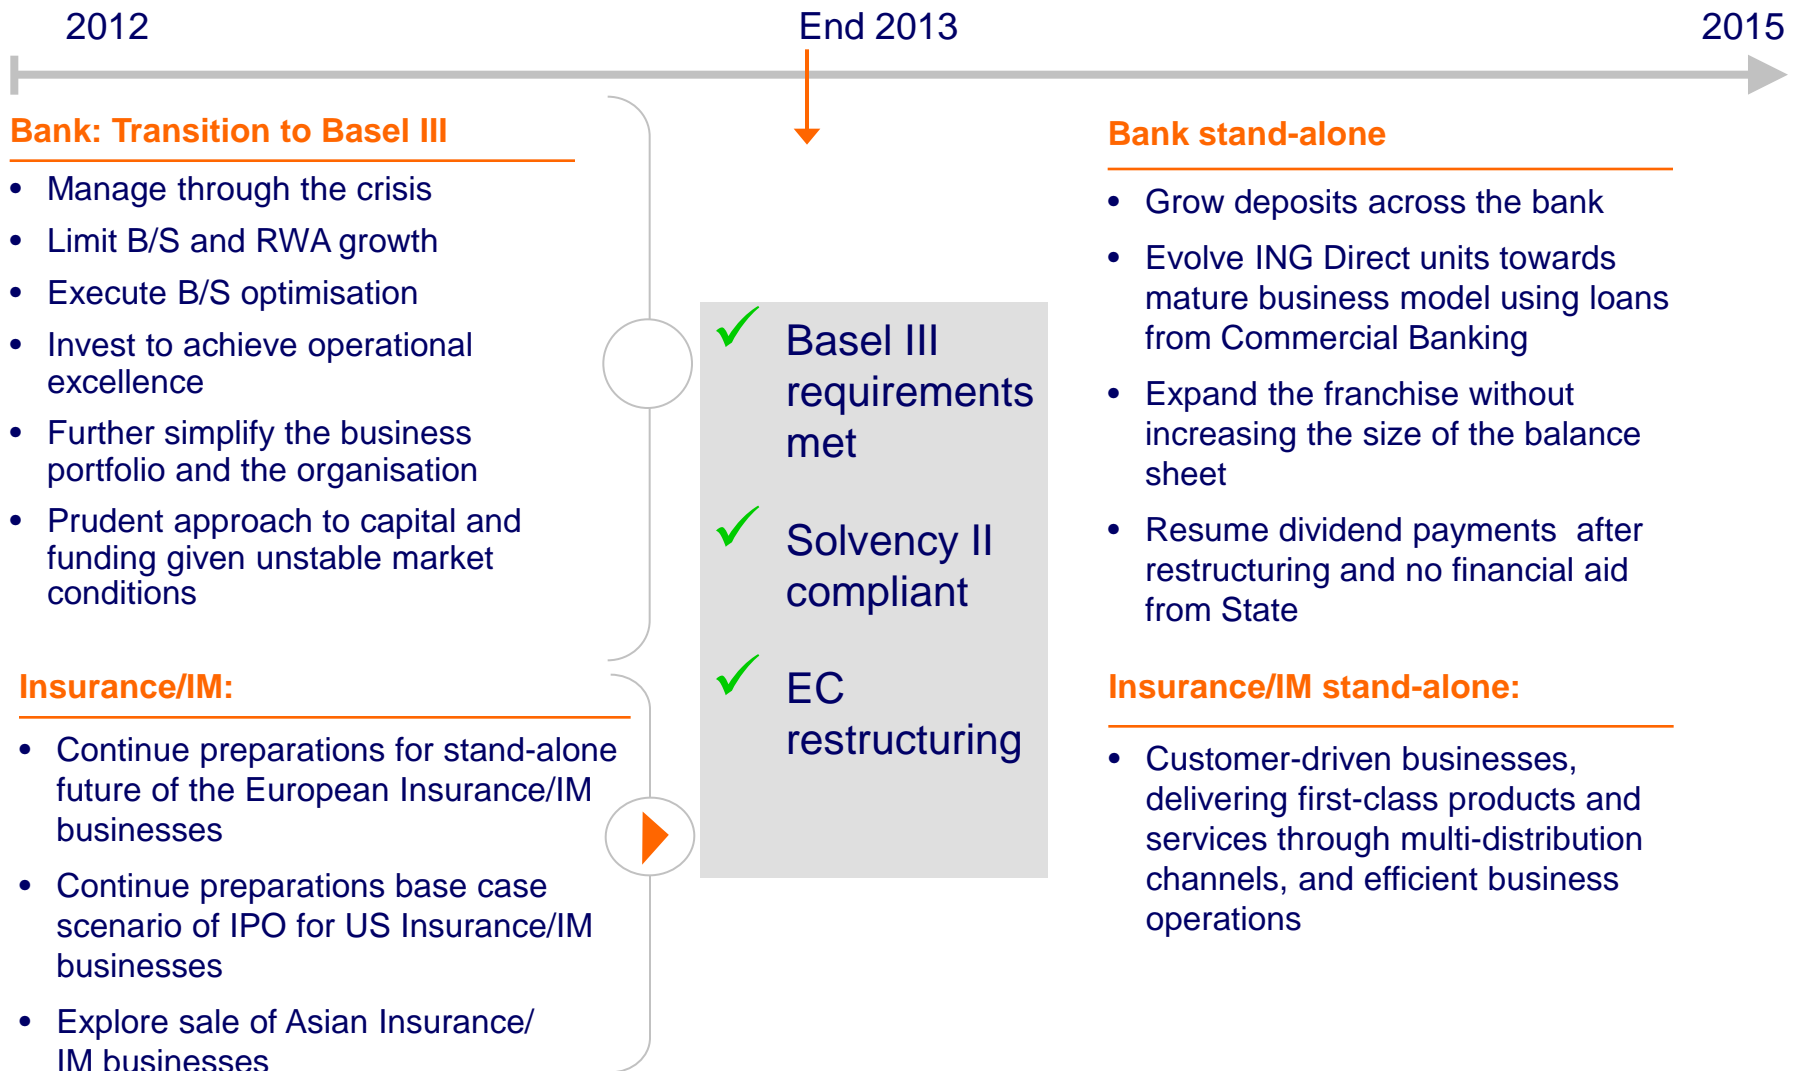 2012
End 2013
2015
Bank: Transition to Basel III
• Manage through the crisis
• Limit B/S and RWA growth
• Execute B/S optimisation
• Invest to achieve operational
excellence
• Further simplify the business
portfolio and the organisation
• Prudent approach to capital and
funding given unstable market
conditions
Insurance/IM:
• Continue preparations for stand-alone
future of the European Insurance/IM
businesses
• Continue preparations base case
scenario of IPO for US Insurance/IM
businesses
• Explore sale of Asian Insurance/
IM businesses
✓ Basel III
requirements
met
✓ Solvency II
compliant
✓ EC
restructuring
Bank stand-alone
• Grow deposits across the bank
• Evolve ING Direct units towards
mature business model using loans
from Commercial Banking
• Expand the franchise without
increasing the size of the balance
sheet
• Resume dividend payments  after
restructuring and no financial aid
from State
Insurance/IM stand-alone:
• Customer-driven businesses,
delivering first-class products and
services through multi-distribution
channels, and efficient business
operations